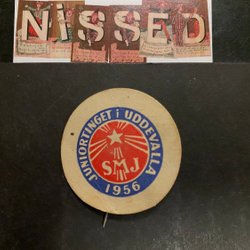 NiSSED
JUNIORTINGET i UDDEVALLA
SMJ
1956